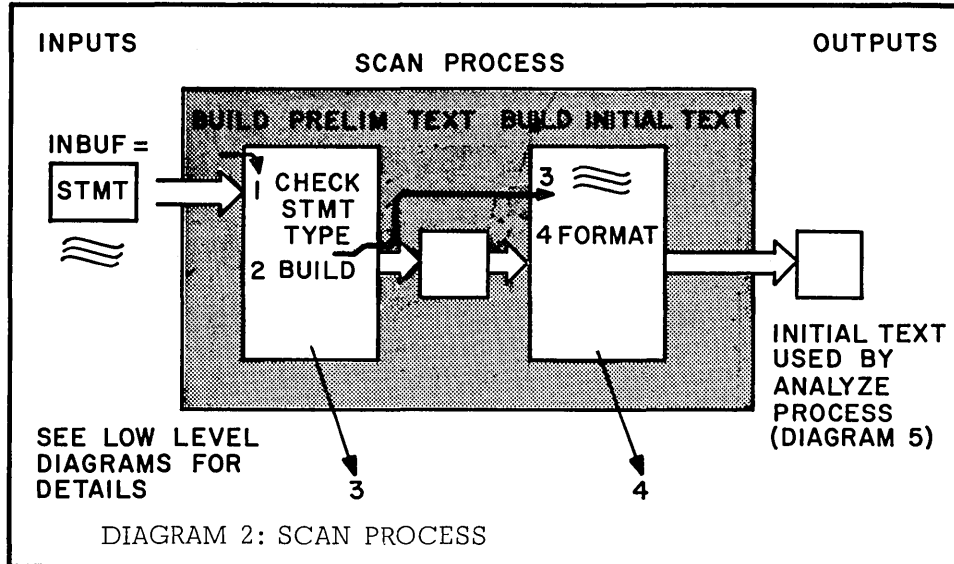 INPUTS
OUTPUTS
SCAN PROCESS
BUILD PRELIM TEXT
BUILD INITIAL TEXT
INBUF =
STMT
1 CHECK
STMT
TYPE
2 BUILD
3
4 FORMAT
INITIAL TEXT
USED BY
ANALYZE
PROCESS
(DIAGRAM 5)
SEE LOW LEVEL
DIAGRAMS FOR
DETAILS
3
4
DIAGRAM 2: SCAN PROCESS